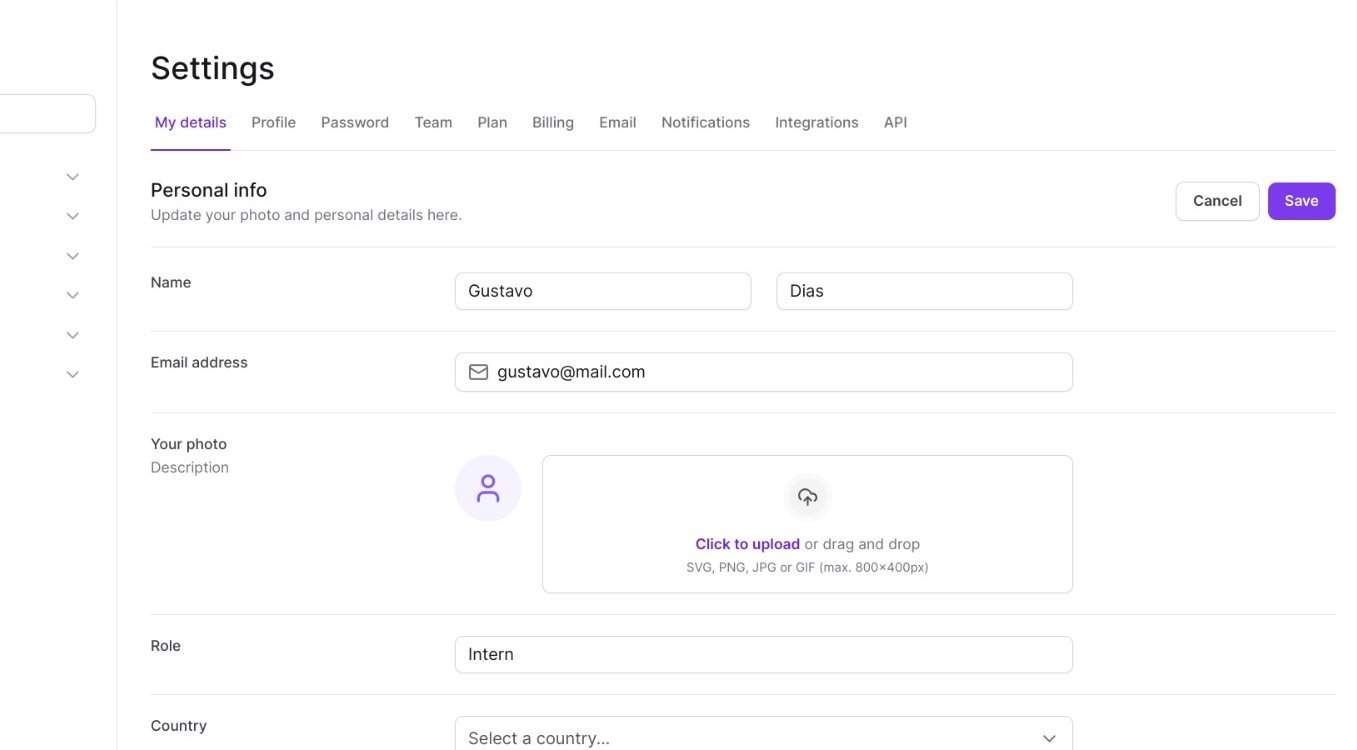 Settings
My details Profile Password Team Plan Billing Email Notifications Integrations API
Personal info
Update your photo and personal details here.
Cancel Save
Name
Gustavo Dias
Email address
gustavo@mail.com
Your photo
Description
Click to upload or drag and drop
SVG, PNG, JPG or GIF (max. 800×400px)
Role
Intern
Country
Select a country...